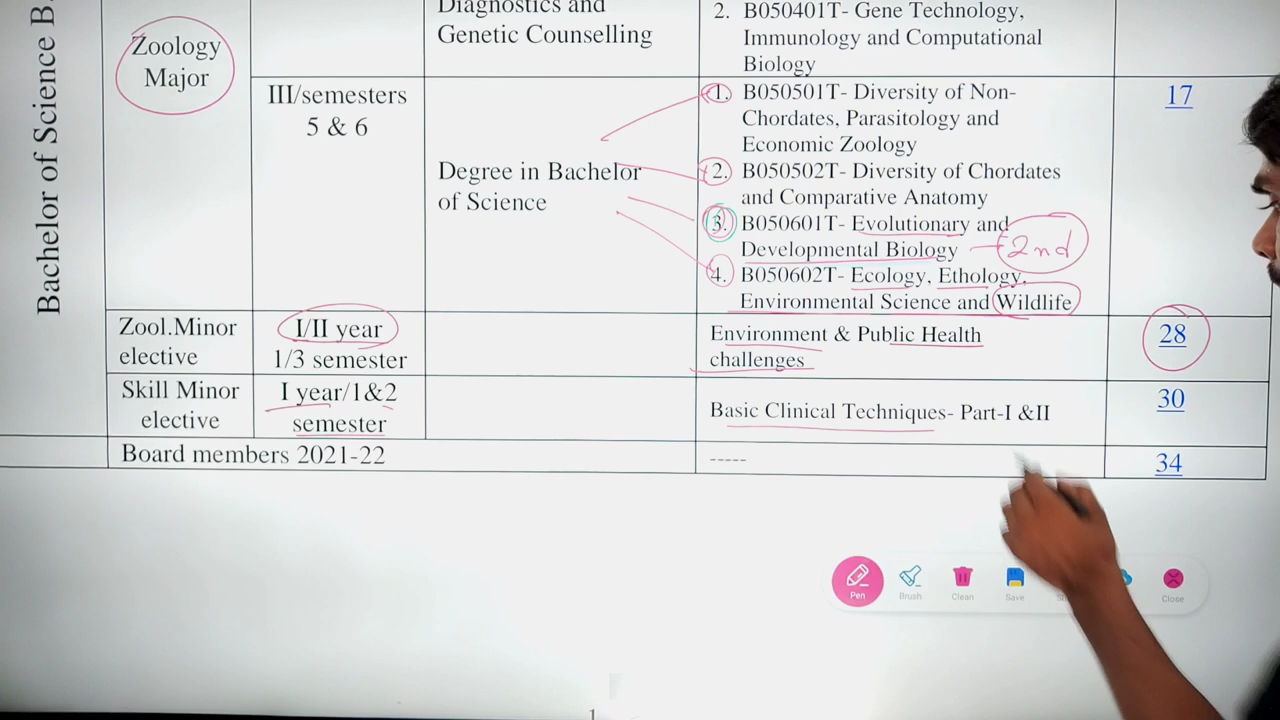 Bachelor of Science B.
Zoology
Major
Diagnostics and
Genetic Counselling
2. B050401T- Gene Technology,
Immunology and Computational
Biology
III/semesters
5 & 6
Degree in Bachelor
of Science
1. B050501T- Diversity of Non-
Chordates, Parasitology and
Economic Zoology
2. B050502T- Diversity of Chordates
and Comparative Anatomy
3. B050601T- Evolutionary and
Developmental Biology
2nd
4. B050602T- Ecology, Ethology,
Environmental Science and Wildlife
17
Zool.Minor
elective
I/II year
1/3 semester
Environment & Public Health
challenges
28
Skill Minor
elective
I year/1&2
semester
Basic Clinical Techniques- Part-I &II
30
Board members 2021-22
-----
34
Pen
Brush
Clean
Save
Close
1